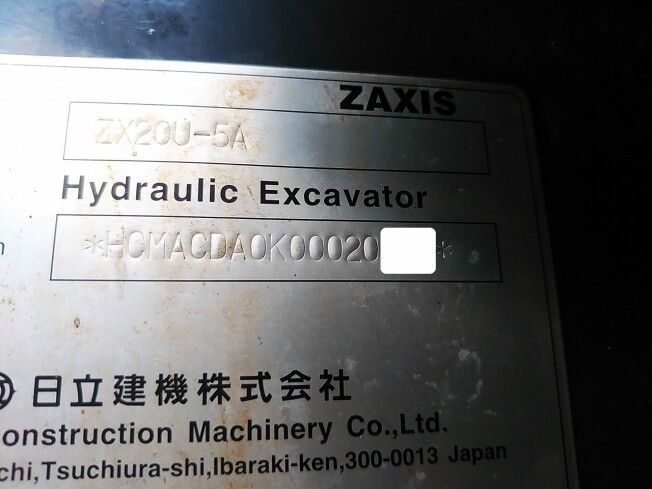 ZAXIS
ZX20U-5A
Hydraulic Excavator
*HCMACDA0K00020 *
日立建機株式会社
onstruction Machinery Co.,Ltd.
chi,Tsuchiura-shi,Ibaraki-ken,300-0013 Japan